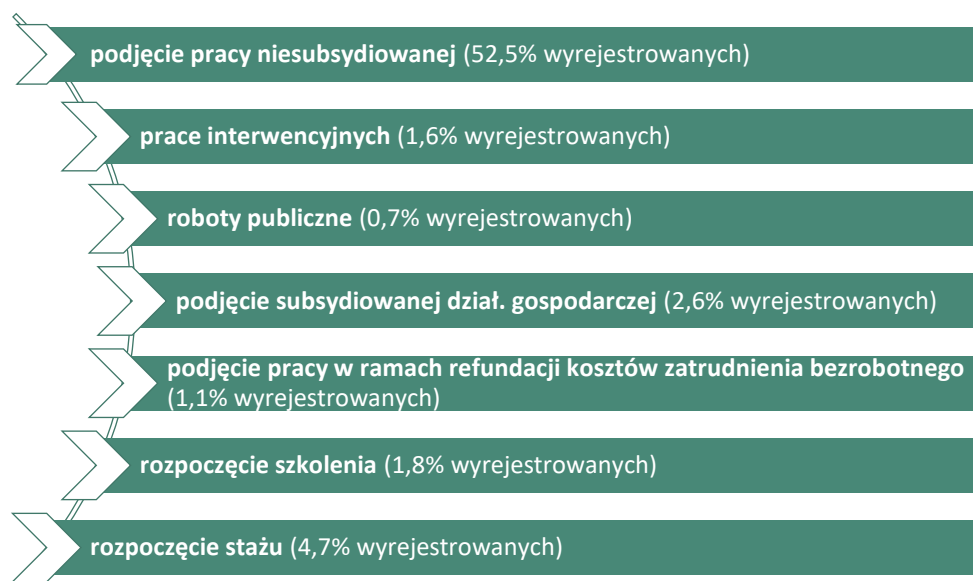 podjęcie pracy niesubsydiowanej (52,5% wyrejestrowanych)
prace interwencyjnych (1,6% wyrejestrowanych)
roboty publiczne (0,7% wyrejestrowanych)
podjęcie subsydiowanej dział. gospodarczej (2,6% wyrejestrowanych)
podjęcie pracy w ramach refundacji kosztów zatrudnienia bezrobotnego
(1,1% wyrejestrowanych)
rozpoczęcie szkolenia (1,8% wyrejestrowanych)
rozpoczęcie stażu (4,7% wyrejestrowanych)